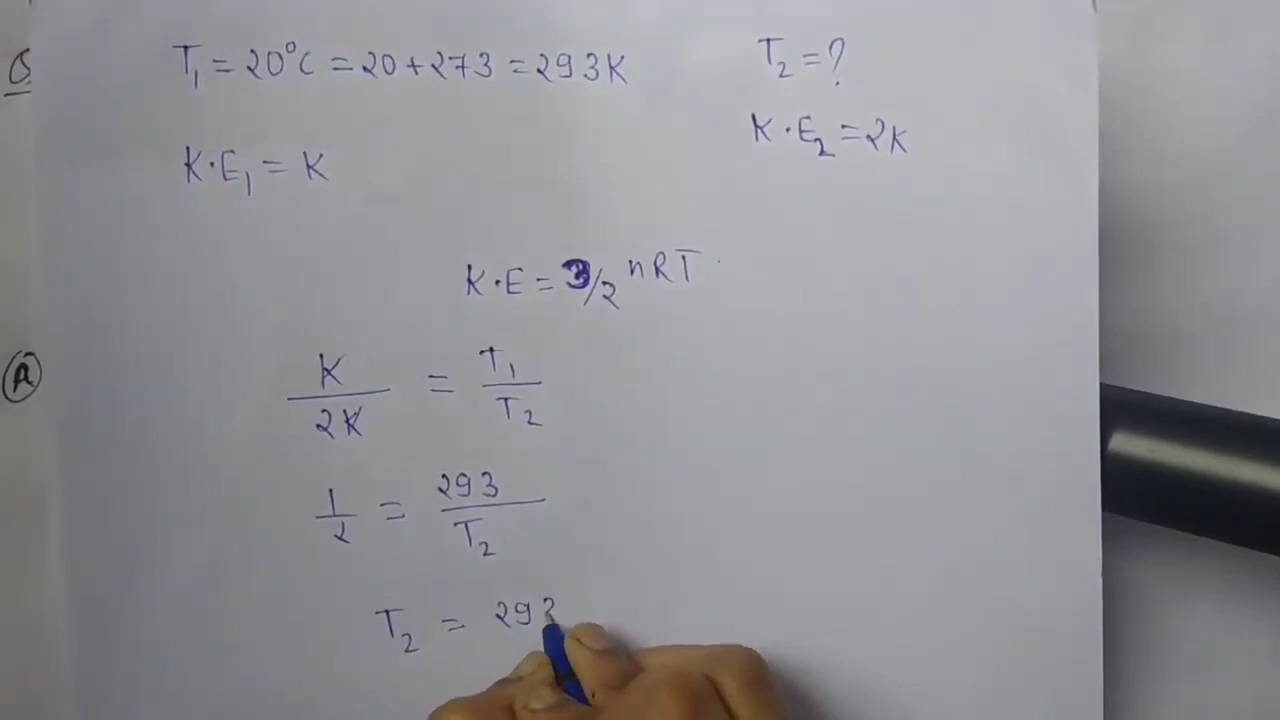 Q
T₁ = 20°C = 20+273 = 293K
T₂ = ?
K.E₁ = K
K.E₂ = 2K
K.E = 3/2 nRT
A
K/2K = T₁/T₂
1/2 = 293/T₂
T₂ = 293